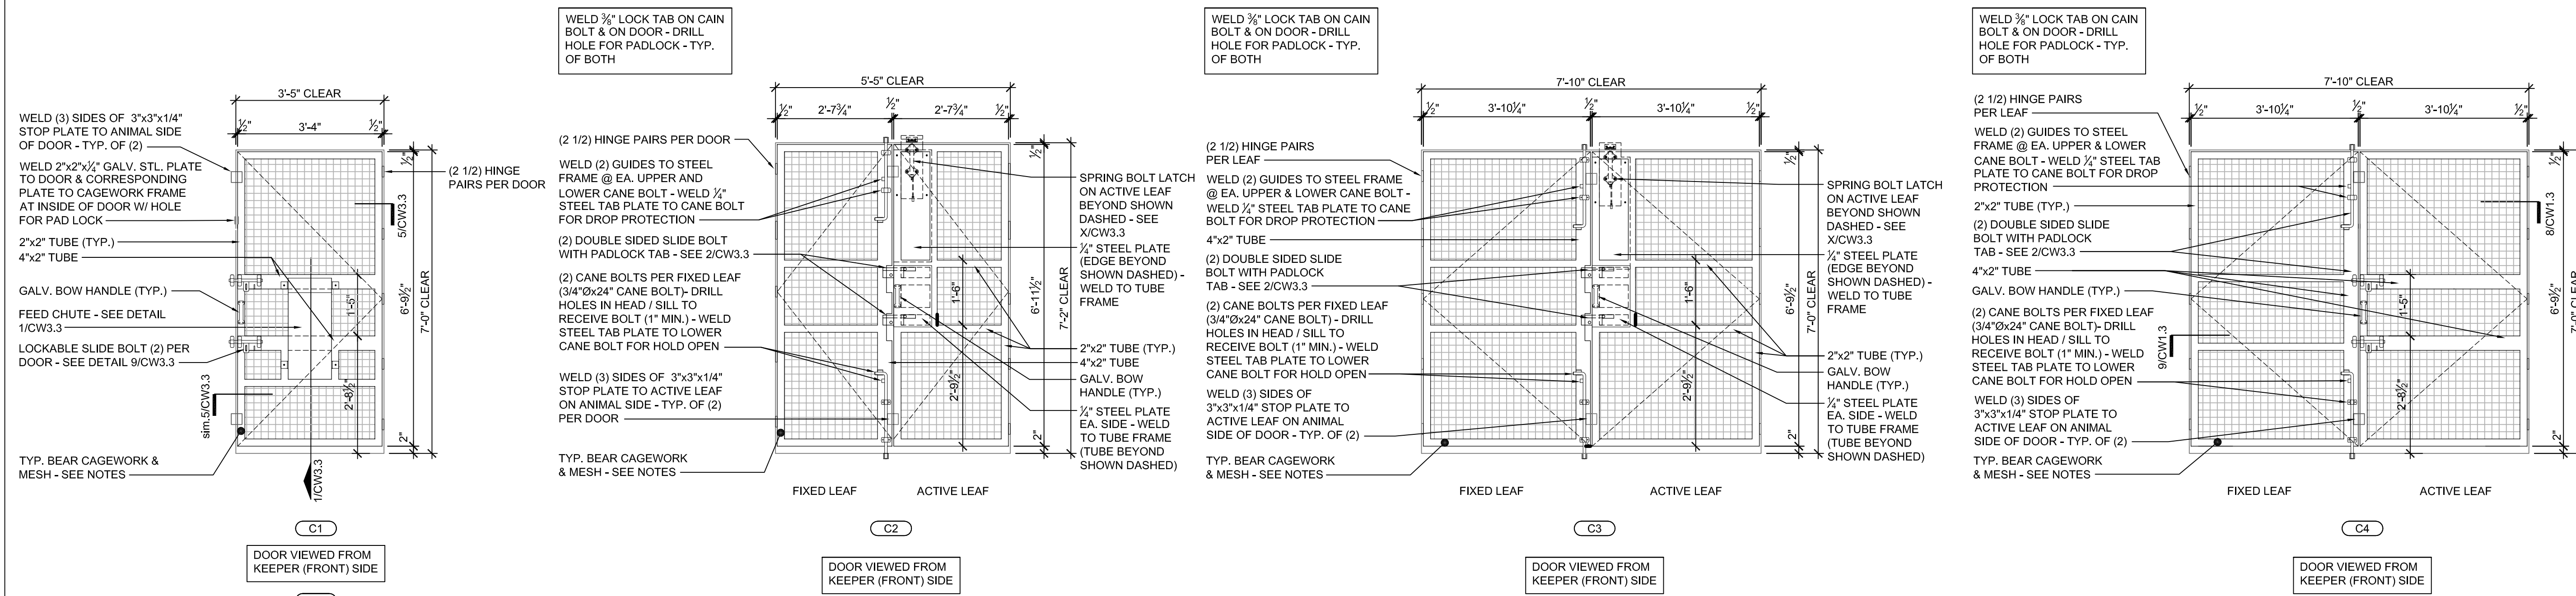 3'-5" CLEAR
½"
3'-4"
½"
WELD (3) SIDES OF 3"x3"x1/4"
STOP PLATE TO ANIMAL SIDE
OF DOOR - TYP. OF (2)
WELD 2"x2"x¼" GALV. STL. PLATE
TO DOOR & CORRESPONDING
PLATE TO CAGEWORK FRAME
AT INSIDE OF DOOR W/ HOLE
FOR PAD LOCK
2"x2" TUBE (TYP.)
4"x2" TUBE
GALV. BOW HANDLE (TYP.)
FEED CHUTE - SEE DETAIL
1/CW3.3
LOCKABLE SLIDE BOLT (2) PER
DOOR - SEE DETAIL 9/CW3.3
sim.5/CW3.3
TYP. BEAR CAGEWORK &
MESH - SEE NOTES
(2 1/2) HINGE
PAIRS PER DOOR
5/CW3.3
½"
6'-9½"
7'-0" CLEAR
2"
1'-5"
2'-8½"
1/CW3.3
C1
DOOR VIEWED FROM
KEEPER (FRONT) SIDE
WELD ⅜" LOCK TAB ON CAIN
BOLT & ON DOOR - DRILL
HOLE FOR PADLOCK - TYP.
OF BOTH
5'-5" CLEAR
½"
2'-7¾"
½"
2'-7¾"
½"
(2 1/2) HINGE PAIRS PER DOOR
WELD (2) GUIDES TO STEEL
FRAME @ EA. UPPER AND
LOWER CANE BOLT - WELD ¼"
STEEL TAB PLATE TO CANE BOLT
FOR DROP PROTECTION
(2) DOUBLE SIDED SLIDE BOLT
WITH PADLOCK TAB - SEE 2/CW3.3
(2) CANE BOLTS PER FIXED LEAF
(3/4"Øx24" CANE BOLT)- DRILL
HOLES IN HEAD / SILL TO
RECEIVE BOLT (1" MIN.) - WELD
STEEL TAB PLATE TO LOWER
CANE BOLT FOR HOLD OPEN
WELD (3) SIDES OF 3"x3"x1/4"
STOP PLATE TO ACTIVE LEAF
ON ANIMAL SIDE - TYP. OF (2)
PER DOOR
TYP. BEAR CAGEWORK
& MESH - SEE NOTES
½"
6'-11½"
7'-2" CLEAR
2"
1'-6"
2'-9½"
SPRING BOLT LATCH
ON ACTIVE LEAF
BEYOND SHOWN
DASHED - SEE
X/CW3.3
¼" STEEL PLATE
(EDGE BEYOND
SHOWN DASHED) -
WELD TO TUBE
FRAME
2"x2" TUBE (TYP.)
4"x2" TUBE
GALV. BOW
HANDLE (TYP.)
¼" STEEL PLATE
EA. SIDE - WELD
TO TUBE FRAME
(TUBE BEYOND
SHOWN DASHED)
FIXED LEAF
ACTIVE LEAF
C2
DOOR VIEWED FROM
KEEPER (FRONT) SIDE
WELD ⅜" LOCK TAB ON CAIN
BOLT & ON DOOR - DRILL
HOLE FOR PADLOCK - TYP.
OF BOTH
7'-10" CLEAR
½"
3'-10¼"
½"
3'-10¼"
½"
(2 1/2) HINGE PAIRS
PER LEAF
WELD (2) GUIDES TO STEEL FRAME
@ EA. UPPER & LOWER CANE BOLT -
WELD ¼" STEEL TAB PLATE TO CANE
BOLT FOR DROP PROTECTION
4"x2" TUBE
(2) DOUBLE SIDED SLIDE
BOLT WITH PADLOCK
TAB - SEE 2/CW3.3
(2) CANE BOLTS PER FIXED LEAF
(3/4"Øx24" CANE BOLT) - DRILL
HOLES IN HEAD / SILL TO
RECEIVE BOLT (1" MIN.) - WELD
STEEL TAB PLATE TO LOWER
CANE BOLT FOR HOLD OPEN
WELD (3) SIDES OF
3"x3"x1/4" STOP PLATE TO
ACTIVE LEAF ON ANIMAL
SIDE OF DOOR - TYP. OF (2)
TYP. BEAR CAGEWORK
& MESH - SEE NOTES
½"
6'-9½"
7'-0" CLEAR
2"
1'-6"
2'-9½"
SPRING BOLT LATCH
ON ACTIVE LEAF
BEYOND SHOWN
DASHED - SEE
X/CW3.3
¼" STEEL PLATE
(EDGE BEYOND
SHOWN DASHED) -
WELD TO TUBE
FRAME
2"x2" TUBE (TYP.)
GALV. BOW
HANDLE (TYP.)
¼" STEEL PLATE
EA. SIDE - WELD
TO TUBE FRAME
(TUBE BEYOND
SHOWN DASHED)
FIXED LEAF
ACTIVE LEAF
C3
DOOR VIEWED FROM
KEEPER (FRONT) SIDE
WELD ⅜" LOCK TAB ON CAIN
BOLT & ON DOOR - DRILL
HOLE FOR PADLOCK - TYP.
OF BOTH
7'-10" CLEAR
½"
3'-10¼"
½"
3'-10¼"
½"
(2 1/2) HINGE PAIRS
PER LEAF
WELD (2) GUIDES TO STEEL
FRAME @ EA. UPPER & LOWER
CANE BOLT - WELD ¼" STEEL TAB
PLATE TO CANE BOLT FOR DROP
PROTECTION
2"x2" TUBE (TYP.)
(2) DOUBLE SIDED SLIDE
BOLT WITH PADLOCK
TAB - SEE 2/CW3.3
4"x2" TUBE
GALV. BOW HANDLE (TYP.)
(2) CANE BOLTS PER FIXED LEAF
(3/4"Øx24" CANE BOLT)- DRILL
HOLES IN HEAD / SILL TO
RECEIVE BOLT (1" MIN.) - WELD
STEEL TAB PLATE TO LOWER
CANE BOLT FOR HOLD OPEN
WELD (3) SIDES OF
3"x3"x1/4" STOP PLATE TO
ACTIVE LEAF ON ANIMAL
SIDE OF DOOR - TYP. OF (2)
TYP. BEAR CAGEWORK
& MESH - SEE NOTES
9/CW1.3
8/CW1.3
½"
6'-9½"
7'-0" CLEAR
2"
1'-5"
2'-8½"
FIXED LEAF
ACTIVE LEAF
C4
DOOR VIEWED FROM
KEEPER (FRONT) SIDE